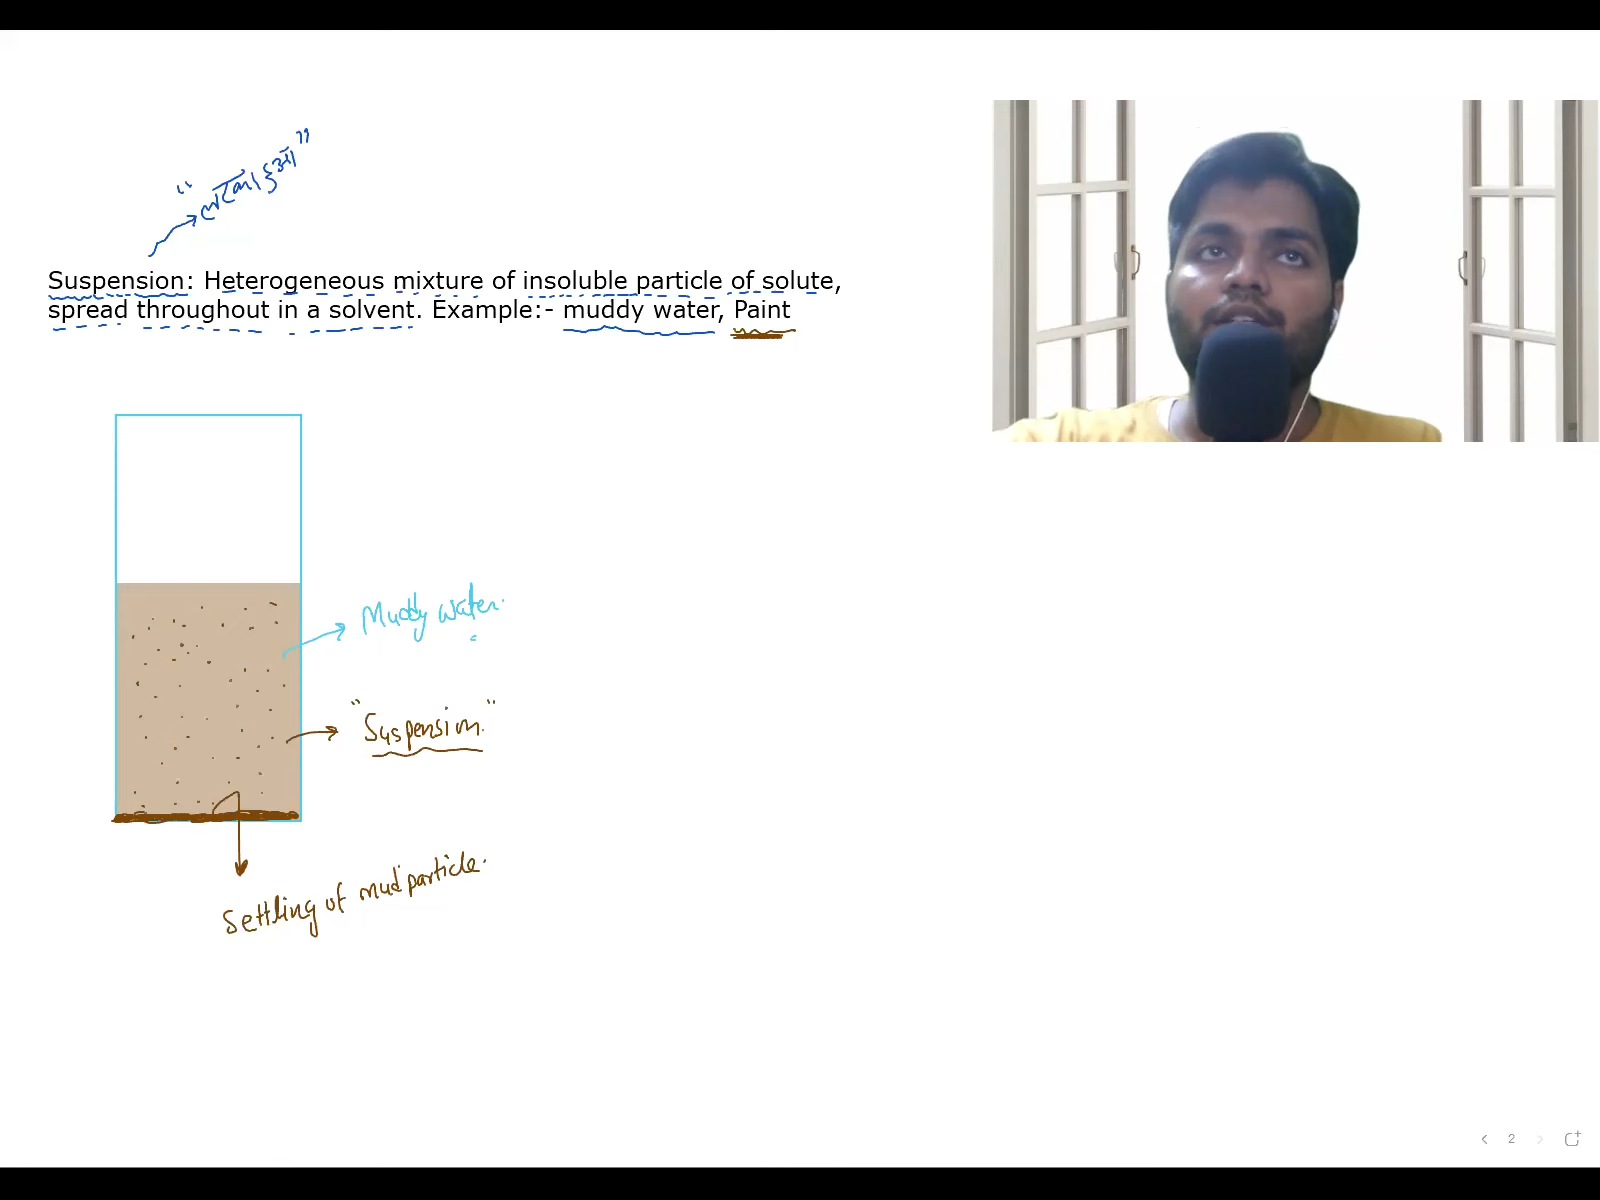 "लटका हुआ"
Suspension: Heterogeneous mixture of insoluble particle of solute,
spread throughout in a solvent. Example:- muddy water, Paint
Muddy water.
"Suspension."
Settling of mud particle.
2